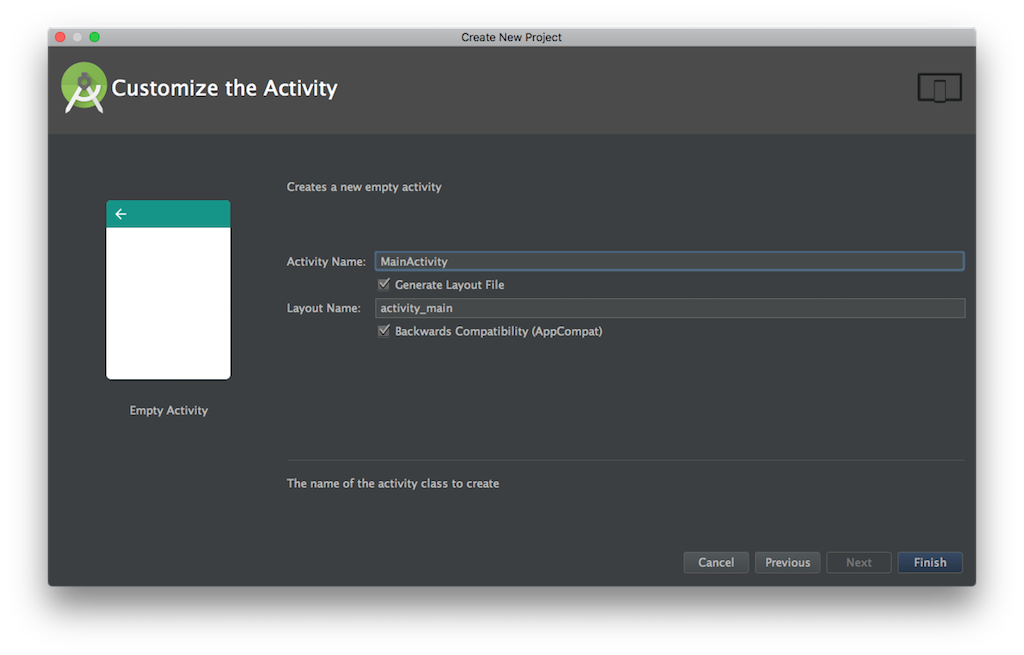 Create New Project
Customize the Activity
Creates a new empty activity
Activity Name: MainActivity
Generate Layout File
Layout Name: activity_main
Backwards Compatibility (AppCompat)
Empty Activity
The name of the activity class to create
Cancel Previous Next Finish